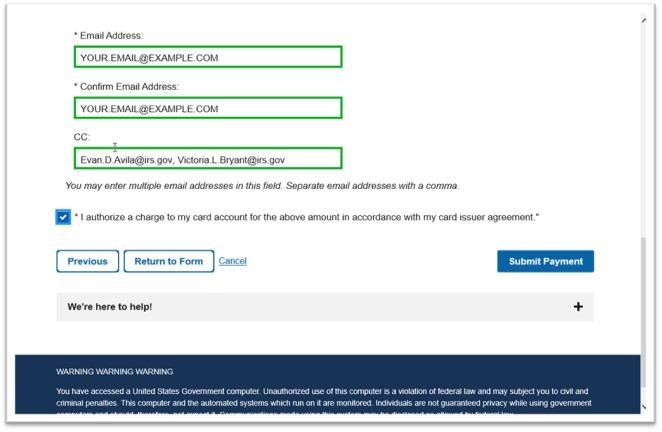 * Email Address:
YOUR.EMAIL@EXAMPLE.COM
* Confirm Email Address:
YOUR.EMAIL@EXAMPLE.COM
CC:
Evan.D.Avila@irs.gov, Victoria.L.Bryant@irs.gov
You may enter multiple email addresses in this field. Separate email addresses with a comma.
* I authorize a charge to my card account for the above amount in accordance with my card issuer agreement."
Previous Return to Form Cancel Submit Payment
We're here to help! +
WARNING WARNING WARNING
You have accessed a United States Government computer. Unauthorized use of this computer is a violation of federal law and may subject you to civil and
criminal penalties. This computer and the automated systems which run on it are monitored. Individuals are not guaranteed privacy while using government